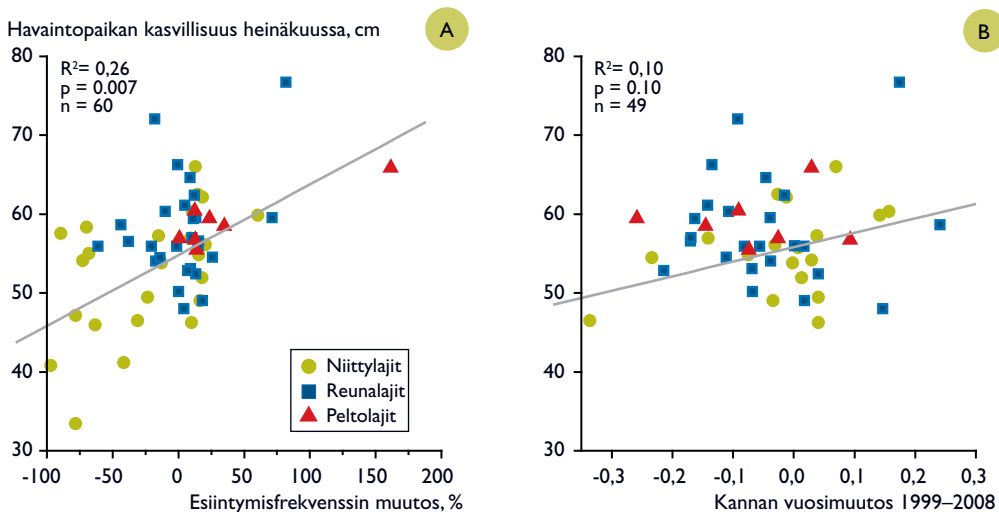 Havaintopaikan kasvillisuus heinäkuussa, cm
A
B
80
70
60
50
40
30
R²= 0,26
p = 0.007
n = 60
Niittylajit
Reunalajit
Peltolajit
-100 -50 0 50 100 150 200
Esiintymisfrekvenssin muutos, %
80
70
60
50
40
30
R²= 0,10
p = 0.10
n = 49
-0,3 -0,2 -0,1 0,0 0,1 0,2 0,3
Kannan vuosimuutos 1999–2008